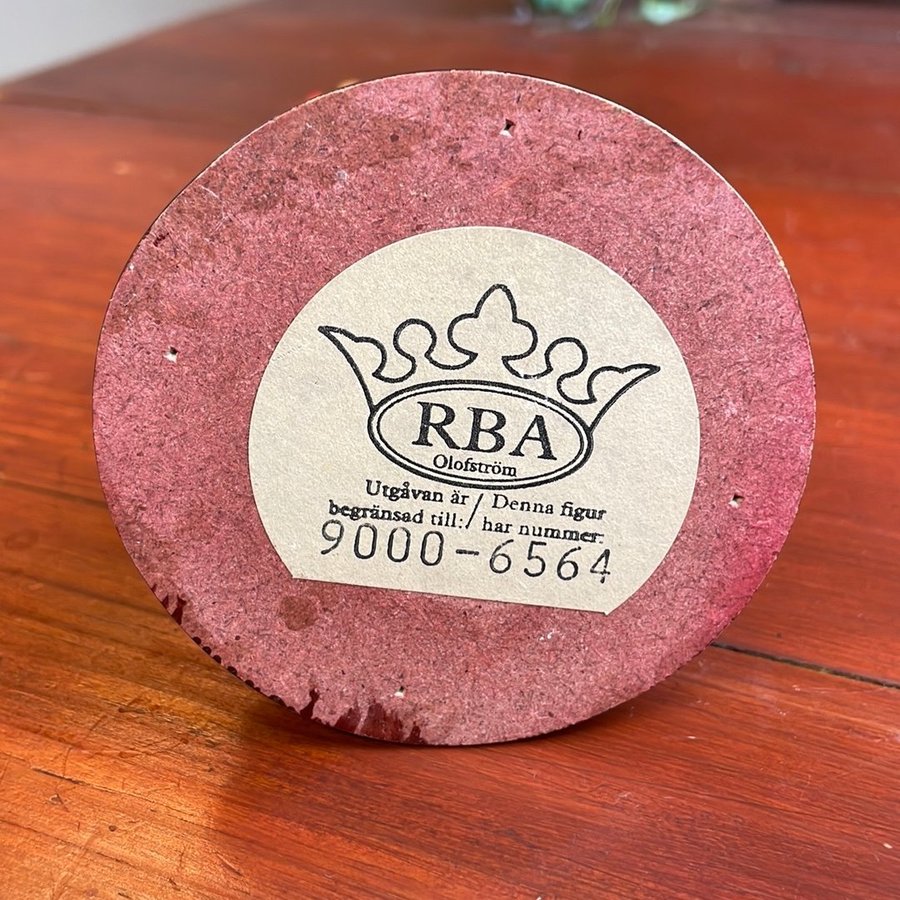 RBA
Olofström
Utgåvan är / Denna figur
begränsad till: / har nummer:
9000-6564